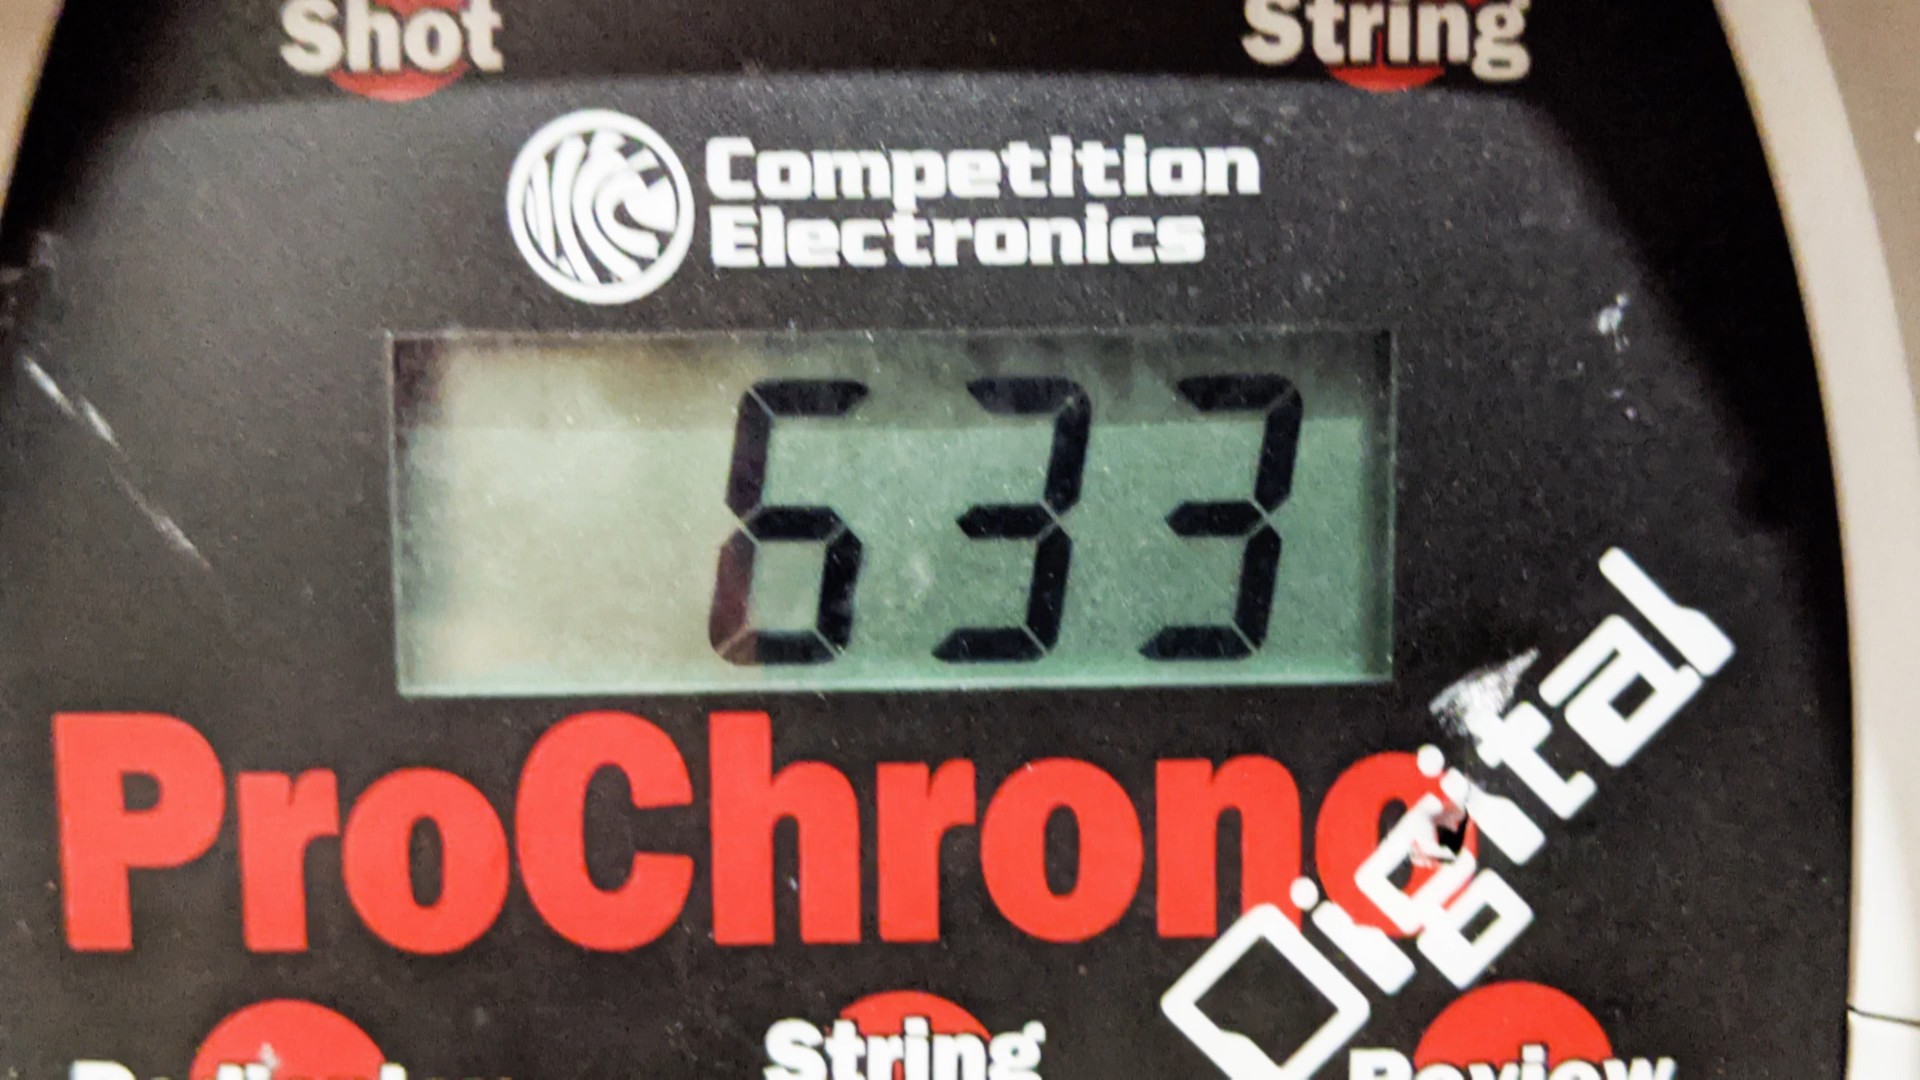 Shot String
Competition
Electronics
633
ProChrono
Digital
String Review